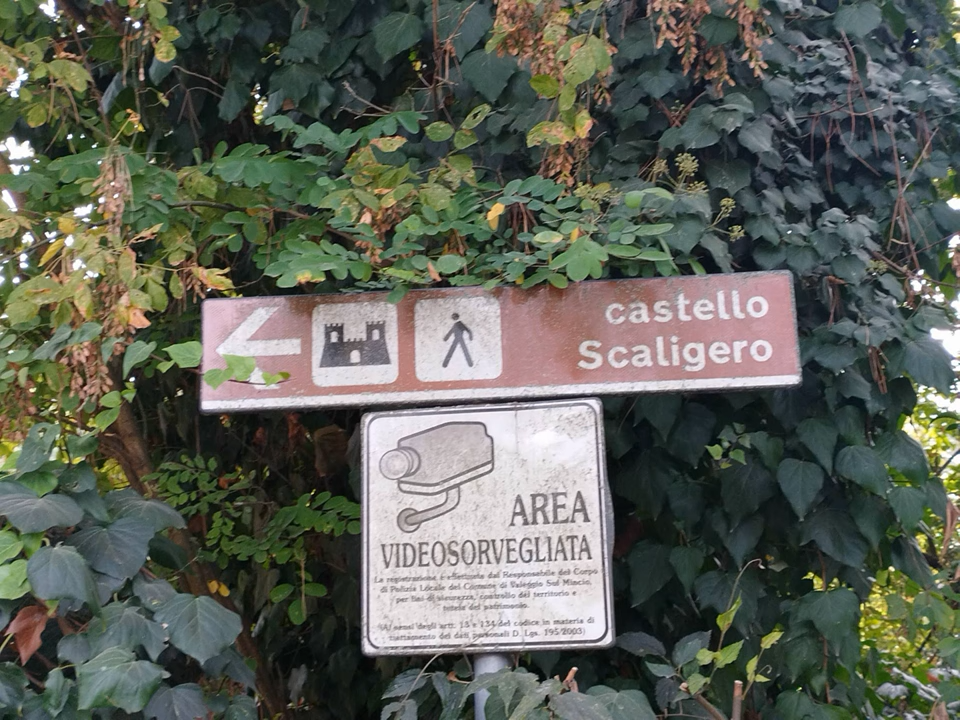 castello
Scaligero
AREA
VIDEOSORVEGLIATA
La registrazione è effettuata dal Responsabile del Corpo
di Polizia Locale del Comune di Valeggio Sul Mincio,
per fini di sicurezza, controllo del territorio e
tutela del patrimonio.
(Ai sensi degli artt. 13 e 134 del codice in materia di
trattamento dei dati personali D. Lgs. 195/2003)